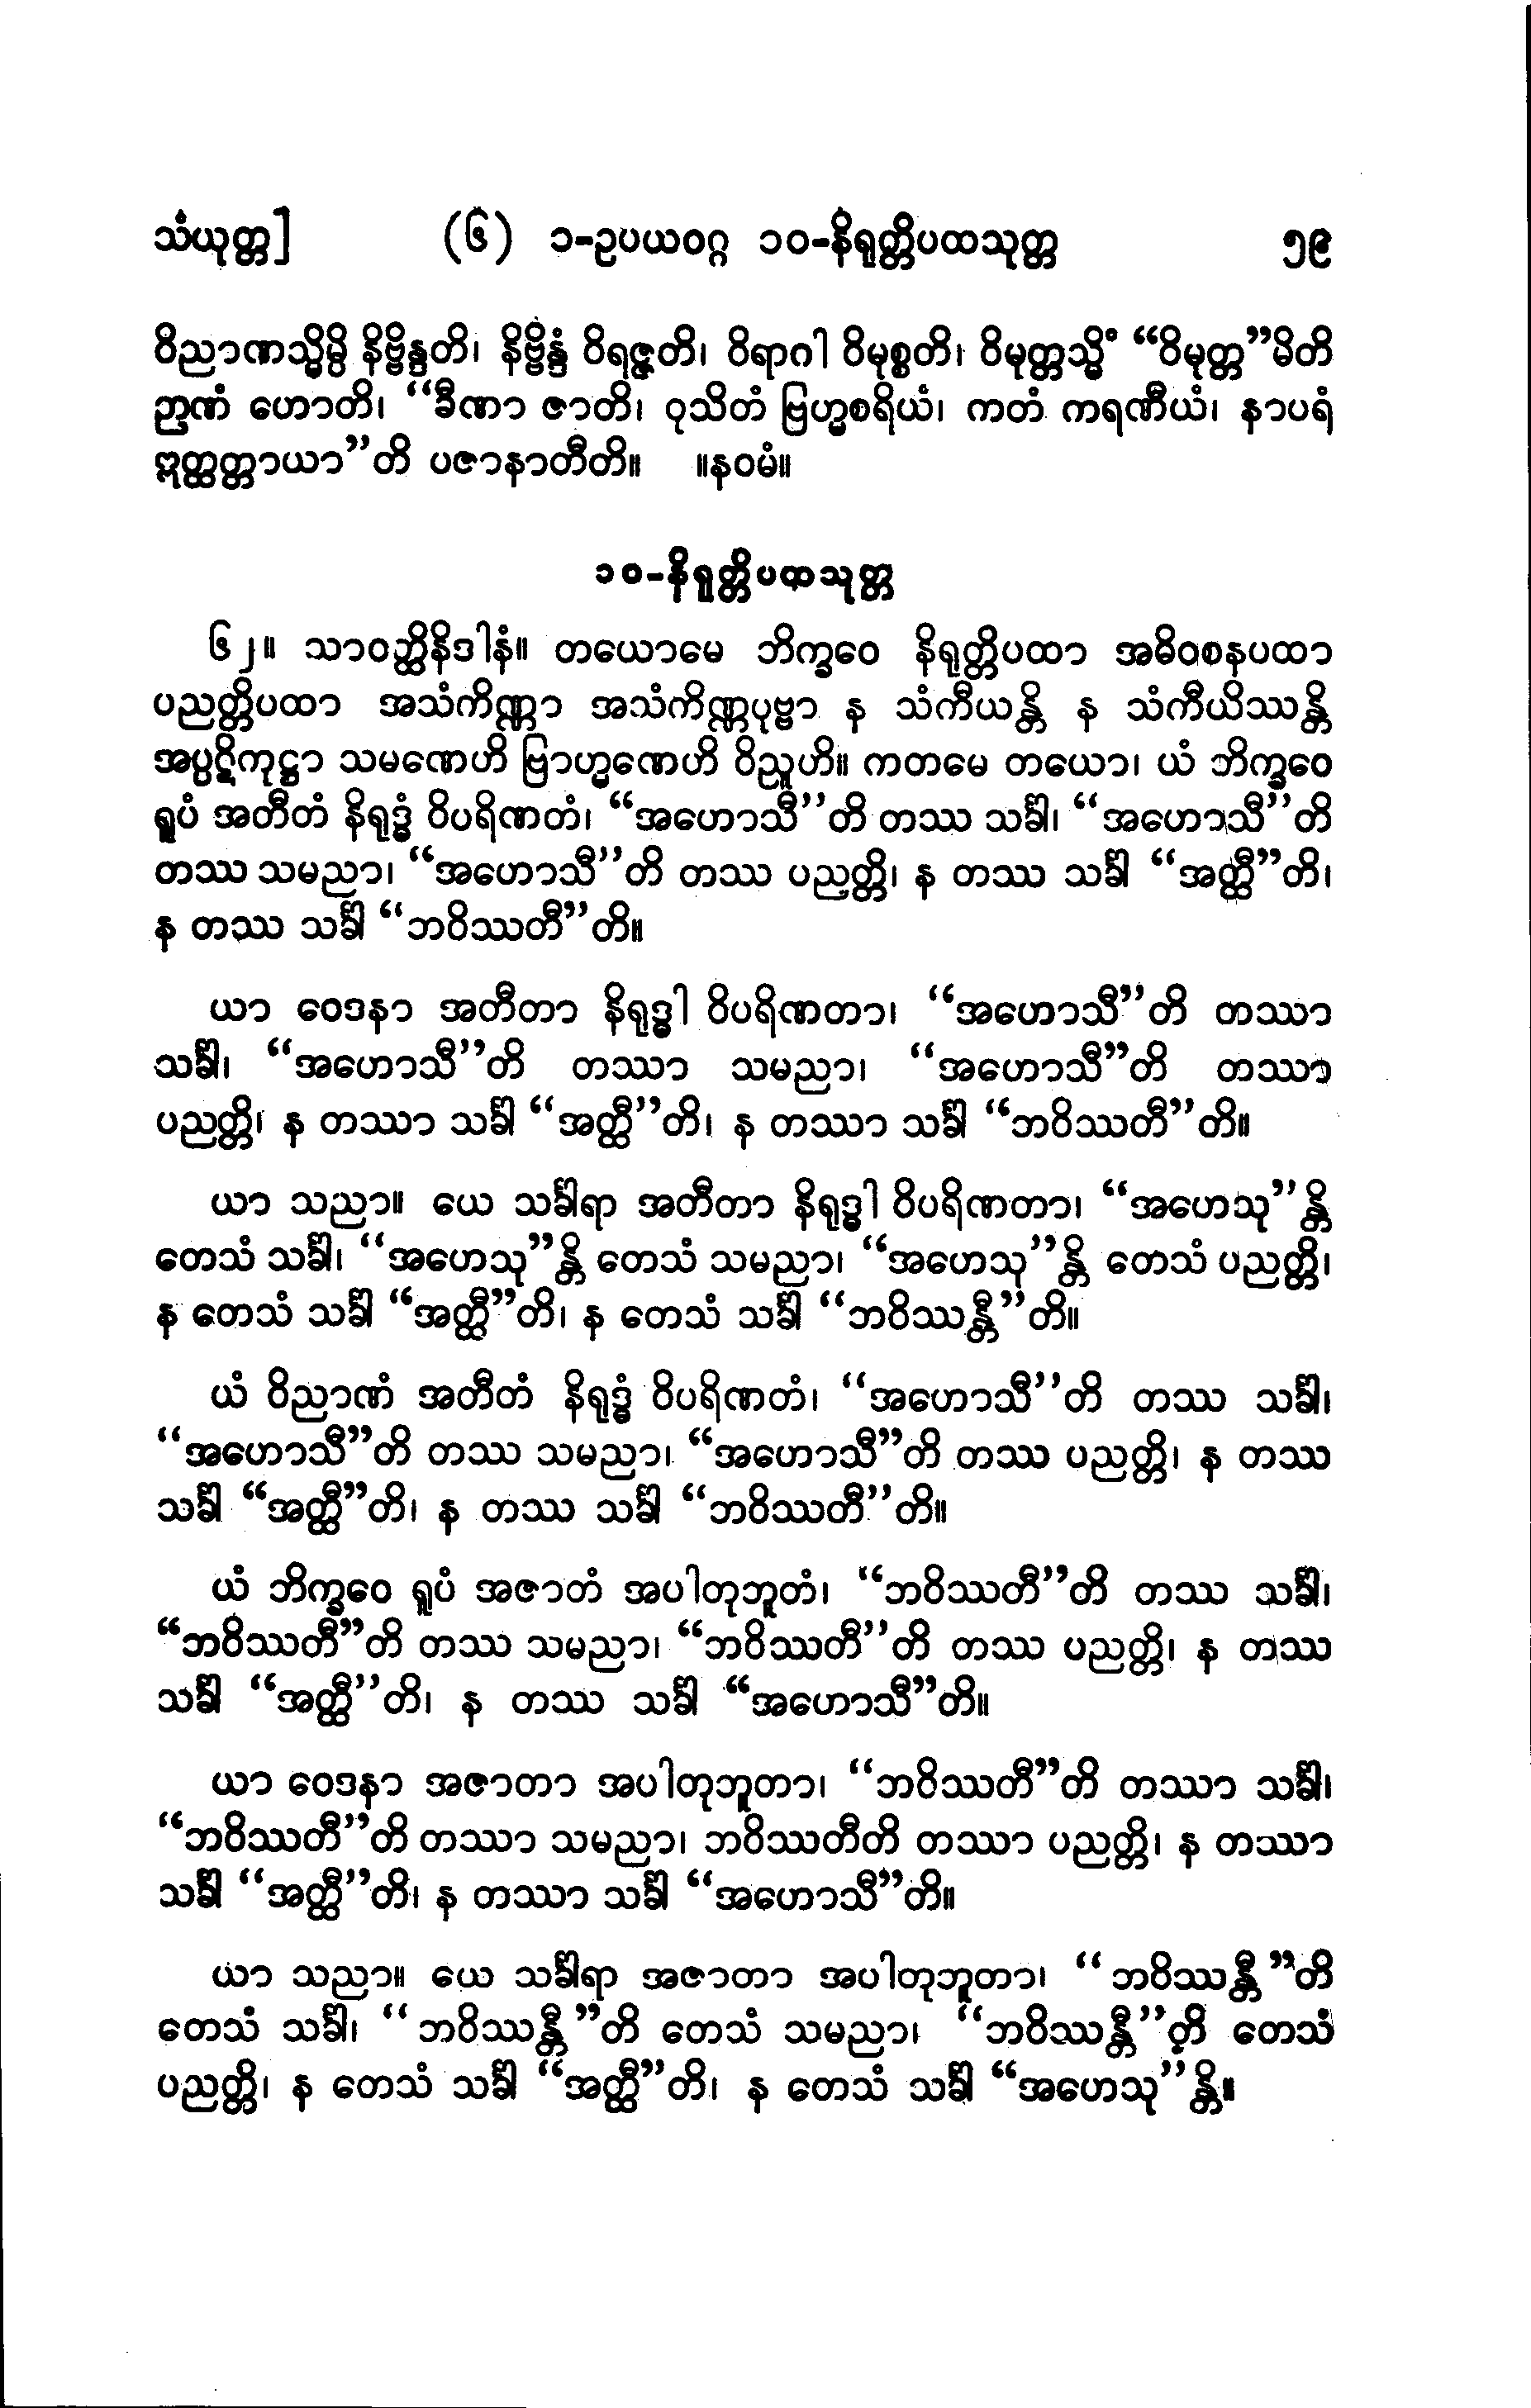 သံယုတ္တ] (၆) ၁-ဥပယဝဂ္ဂ ၁၀-နိရုတ္တိပထသုတ္တ ၅၉
ဝိညာဏသ္မိမ္ပိ နိဗ္ဗိန္ဒတိ၊ နိဗ္ဗိန္ဒံ ဝိရဇ္ဇတိ၊ ဝိရာဂါ ဝိမုစ္စတိ၊ ဝိမုတ္တသ္မိံ “ဝိမုတ္တ”မိတိ
ဉာဏံ ဟောတိ၊ “ခီဏာ ဇာတိ၊ ဝုသိတံ ဗြဟ္မစရိယံ၊ ကတံ ကရဏီယံ၊ နာပရံ
ဣတ္ထတ္တာယာ”တိ ပဇာနာတီတိ။ ။နဝမံ။
၁၀-နိရုတ္တိပထသုတ္တ
၆၂။ သာဝတ္ထိနိဒါနံ။ တယောမေ ဘိက္ခဝေ နိရုတ္တိပထာ အဓိဝစနပထာ
ပညတ္တိပထာ အသံကိဏ္ဏာ အသံကိဏ္ဏပုဗ္ဗာ န သံကီယန္တိ န သံကီယိဿန္တိ
အပ္ပဋိကုဋ္ဌာ သမဏေဟိ ဗြာဟ္မဏေဟိ ဝိညူဟိ။ ကတမေ တယော၊ ယံ ဘိက္ခဝေ
ရူပံ အတီတံ နိရုဒ္ဓံ ဝိပရိဏတံ၊ “အဟောသီ”တိ တဿ သင်္ခါ၊ “အဟောသီ”တိ
တဿ သမညာ၊ “အဟောသီ”တိ တဿ ပညတ္တိ၊ န တဿ သင်္ခါ “အတ္ထီ”တိ၊
န တဿ သင်္ခါ “ဘဝိဿတီ”တိ။
ယာ ဝေဒနာ အတီတာ နိရုဒ္ဓါ ဝိပရိဏတာ၊ “အဟောသီ”တိ တဿာ
သင်္ခါ၊ “အဟောသီ”တိ တဿာ သမညာ၊ “အဟောသီ”တိ တဿာ
ပညတ္တိ၊ န တဿာ သင်္ခါ “အတ္ထီ”တိ၊ န တဿာ သင်္ခါ “ဘဝိဿတီ”တိ။
ယာ သညာ။ ယေ သင်္ခါရာ အတီတာ နိရုဒ္ဓါ ဝိပရိဏတာ၊ “အဟေသု”န္တိ
တေသံ သင်္ခါ၊ “အဟေသု”န္တိ တေသံ သမညာ၊ “အဟေသု”န္တိ တေသံ ပညတ္တိ၊
န တေသံ သင်္ခါ “အတ္ထီ”တိ၊ န တေသံ သင်္ခါ “ဘဝိဿန္တီ”တိ။
ယံ ဝိညာဏံ အတီတံ နိရုဒ္ဓံ ဝိပရိဏတံ၊ “အဟောသီ”တိ တဿ သင်္ခါ၊
“အဟောသီ”တိ တဿ သမညာ၊ “အဟောသီ”တိ တဿ ပညတ္တိ၊ န တဿ
သင်္ခါ “အတ္ထီ”တိ၊ န တဿ သင်္ခါ “ဘဝိဿတီ”တိ။
ယံ ဘိက္ခဝေ ရူပံ အဇာတံ အပါတုဘူတံ၊ “ဘဝိဿတီ”တိ တဿ သင်္ခါ၊
“ဘဝိဿတီ”တိ တဿ သမညာ၊ “ဘဝိဿတီ”တိ တဿ ပညတ္တိ၊ န တဿ
သင်္ခါ “အတ္ထီ”တိ၊ န တဿ သင်္ခါ “အဟောသီ”တိ။
ယာ ဝေဒနာ အဇာတာ အပါတုဘူတာ၊ “ဘဝိဿတီ”တိ တဿာ သင်္ခါ၊
“ဘဝိဿတီ”တိ တဿာ သမညာ၊ ဘဝိဿတီတိ တဿာ ပညတ္တိ၊ န တဿာ
သင်္ခါ “အတ္ထီ”တိ၊ န တဿာ သင်္ခါ “အဟောသီ”တိ။
ယာ သညာ။ ယေ သင်္ခါရာ အဇာတာ အပါတုဘူတာ၊ “ဘဝိဿန္တီ”တိ
တေသံ သင်္ခါ၊ “ဘဝိဿန္တီ”တိ တေသံ သမညာ၊ “ဘဝိဿန္တီ”တိ တေသံ
ပညတ္တိ၊ န တေသံ သင်္ခါ “အတ္ထီ”တိ၊ န တေသံ သင်္ခါ “အဟေသု”န္တိ။